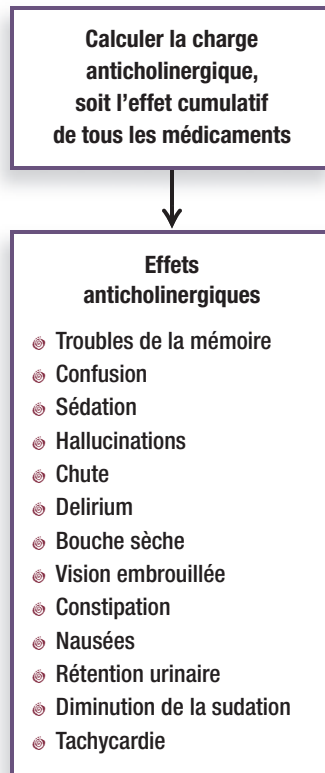 Calculer la charge
anticholinergique,
soit l'effet cumulatif
de tous les médicaments
Effets
anticholinergiques
Troubles de la mémoire
Confusion
Sédation
Hallucinations
Chute
Delirium
Bouche sèche
Vision embrouillée
Constipation
Nausées
Rétention urinaire
Diminution de la sudation
Tachycardie